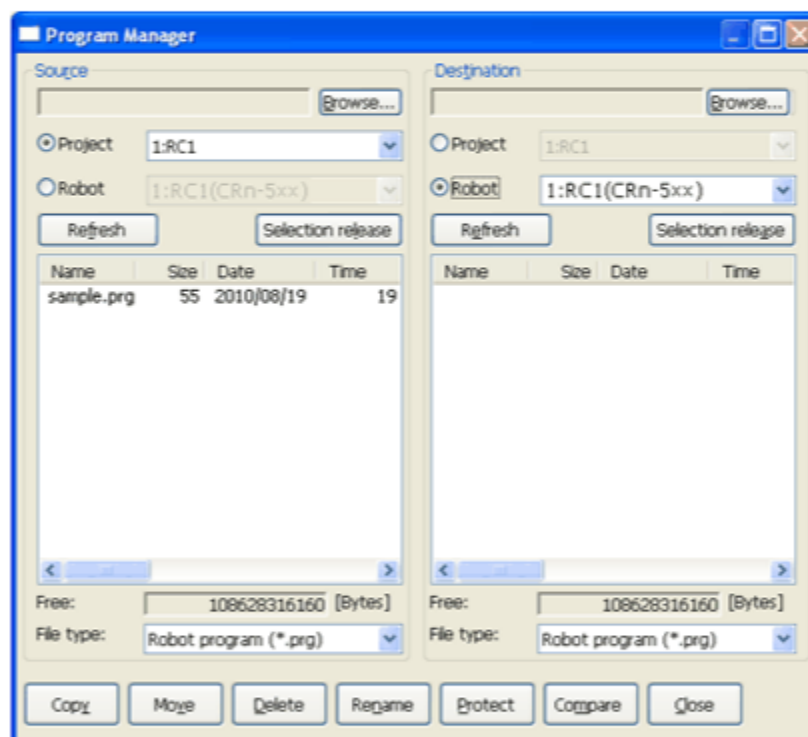 Program Manager
Source
Browse...
Project 1:RC1
Robot 1:RC1(CRn-5xx)
Refresh Selection release
Name Size Date Time
sample.prg 55 2010/08/19 19
Free: 108628316160 [Bytes]
File type: Robot program (*.prg)
Destination
Browse...
Project 1:RC1
Robot 1:RC1(CRn-5xx)
Refresh Selection release
Name Size Date Time
Free: 108628316160 [Bytes]
File type: Robot program (*.prg)
Copy Move Delete Rename Protect Compare Close